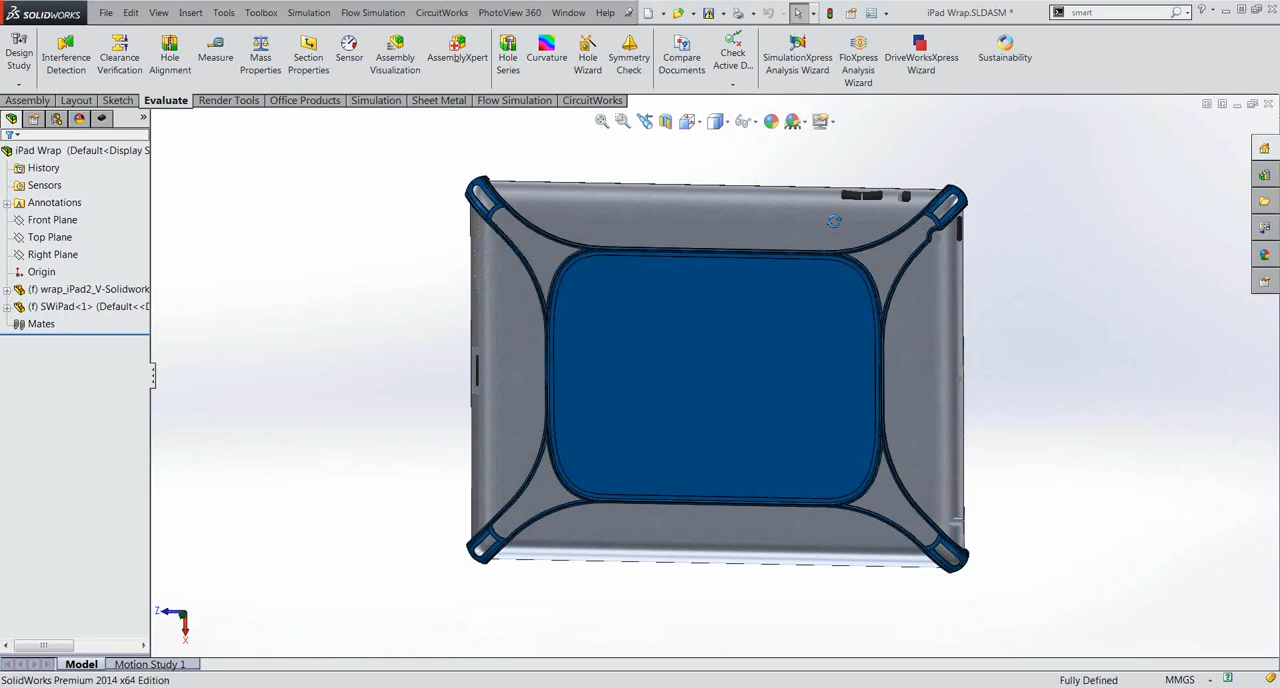 SOLIDWORKS File Edit View Insert Tools Toolbox Simulation Flow Simulation CircuitWorks PhotoView 360 Window Help iPad Wrap.SLDASM * smart
Design Study
Interference Detection
Clearance Verification
Hole Alignment
Measure
Mass Properties
Section Properties
Sensor
Assembly Visualization
AssemblyXpert
Hole Series
Curvature
Hole Wizard
Symmetry Check
Compare Documents
Check Active D...
SimulationXpress Analysis Wizard
FloXpress Analysis Wizard
DriveWorksXpress Wizard
Sustainability
Assembly Layout Sketch Evaluate Render Tools Office Products Simulation Sheet Metal Flow Simulation CircuitWorks
iPad Wrap (Default<Display S
History
Sensors
Annotations
Front Plane
Top Plane
Right Plane
Origin
(f) wrap_iPad2_V-Solidwork
(f) SWiPad<1> (Default<<D
Mates
Z
X
Model Motion Study 1
SolidWorks Premium 2014 x64 Edition Fully Defined MMGS -